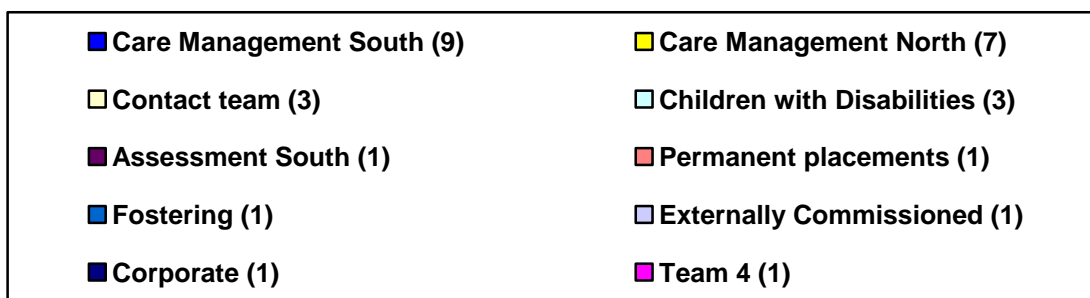 Care Management South (9) Care Management North (7)
Contact team (3) Children with Disabilities (3)
Assessment South (1) Permanent placements (1)
Fostering (1) Externally Commissioned (1)
Corporate (1) Team 4 (1)